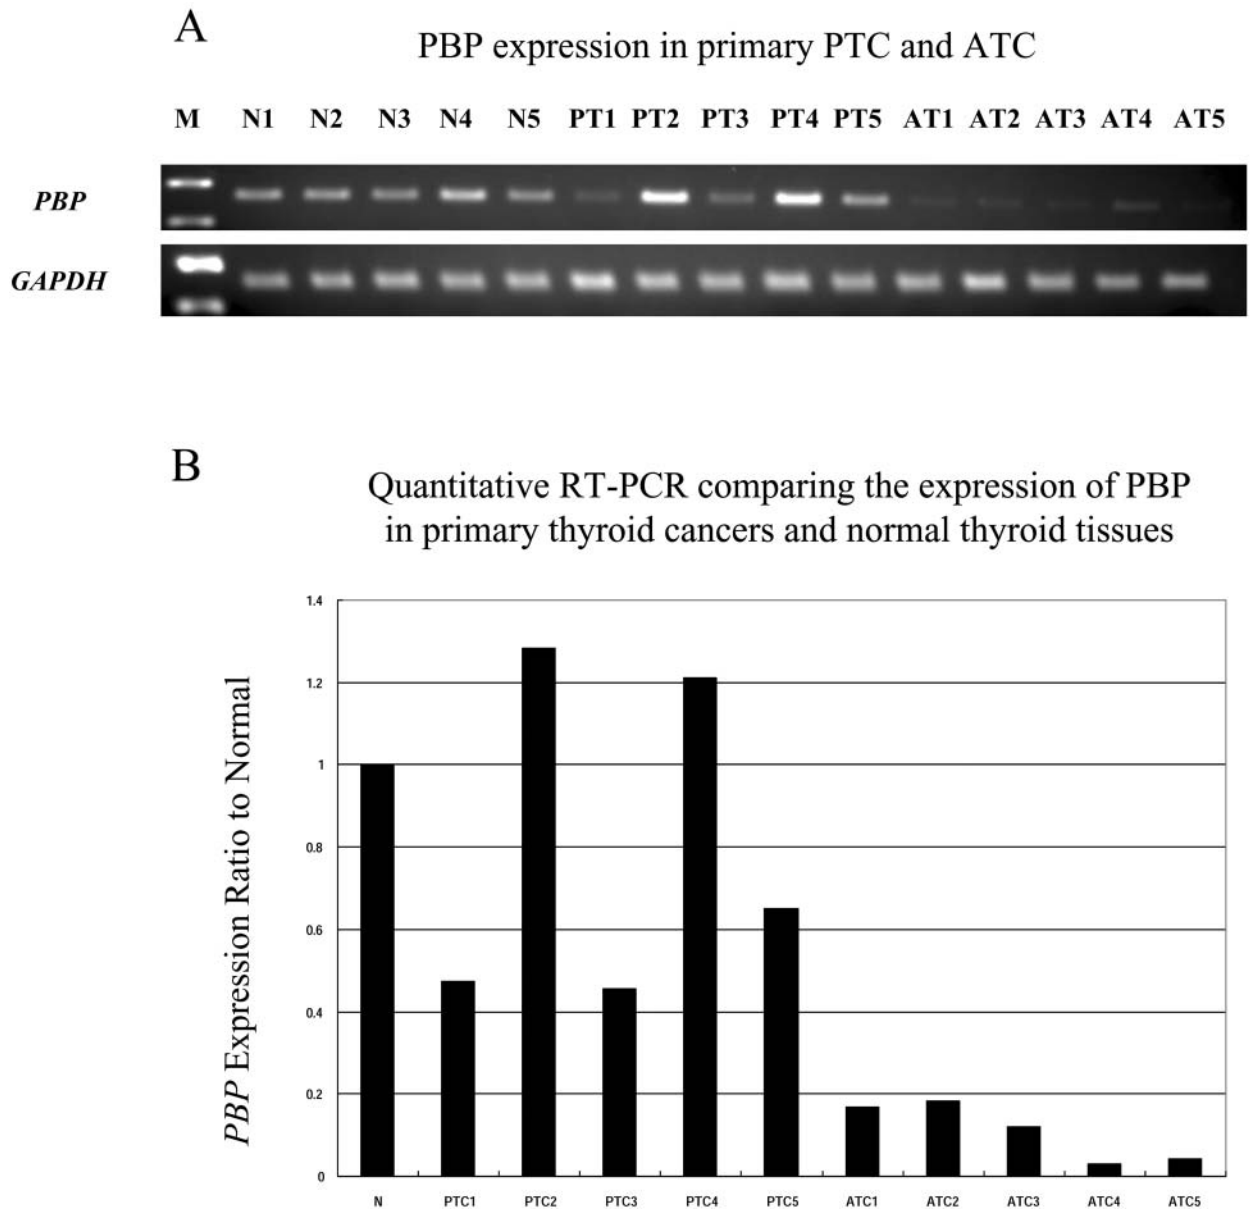 A
PBP expression in primary PTC and ATC
M N1 N2 N3 N4 N5 PT1 PT2 PT3 PT4 PT5 AT1 AT2 AT3 AT4 AT5
PBP
GAPDH
B
Quantitative RT-PCR comparing the expression of PBP
in primary thyroid cancers and normal thyroid tissues
PBP Expression Ratio to Normal
1.4
1.2
1
0.8
0.6
0.4
0.2
0
N PTC1 PTC2 PTC3 PTC4 PTC5 ATC1 ATC2 ATC3 ATC4 ATC5